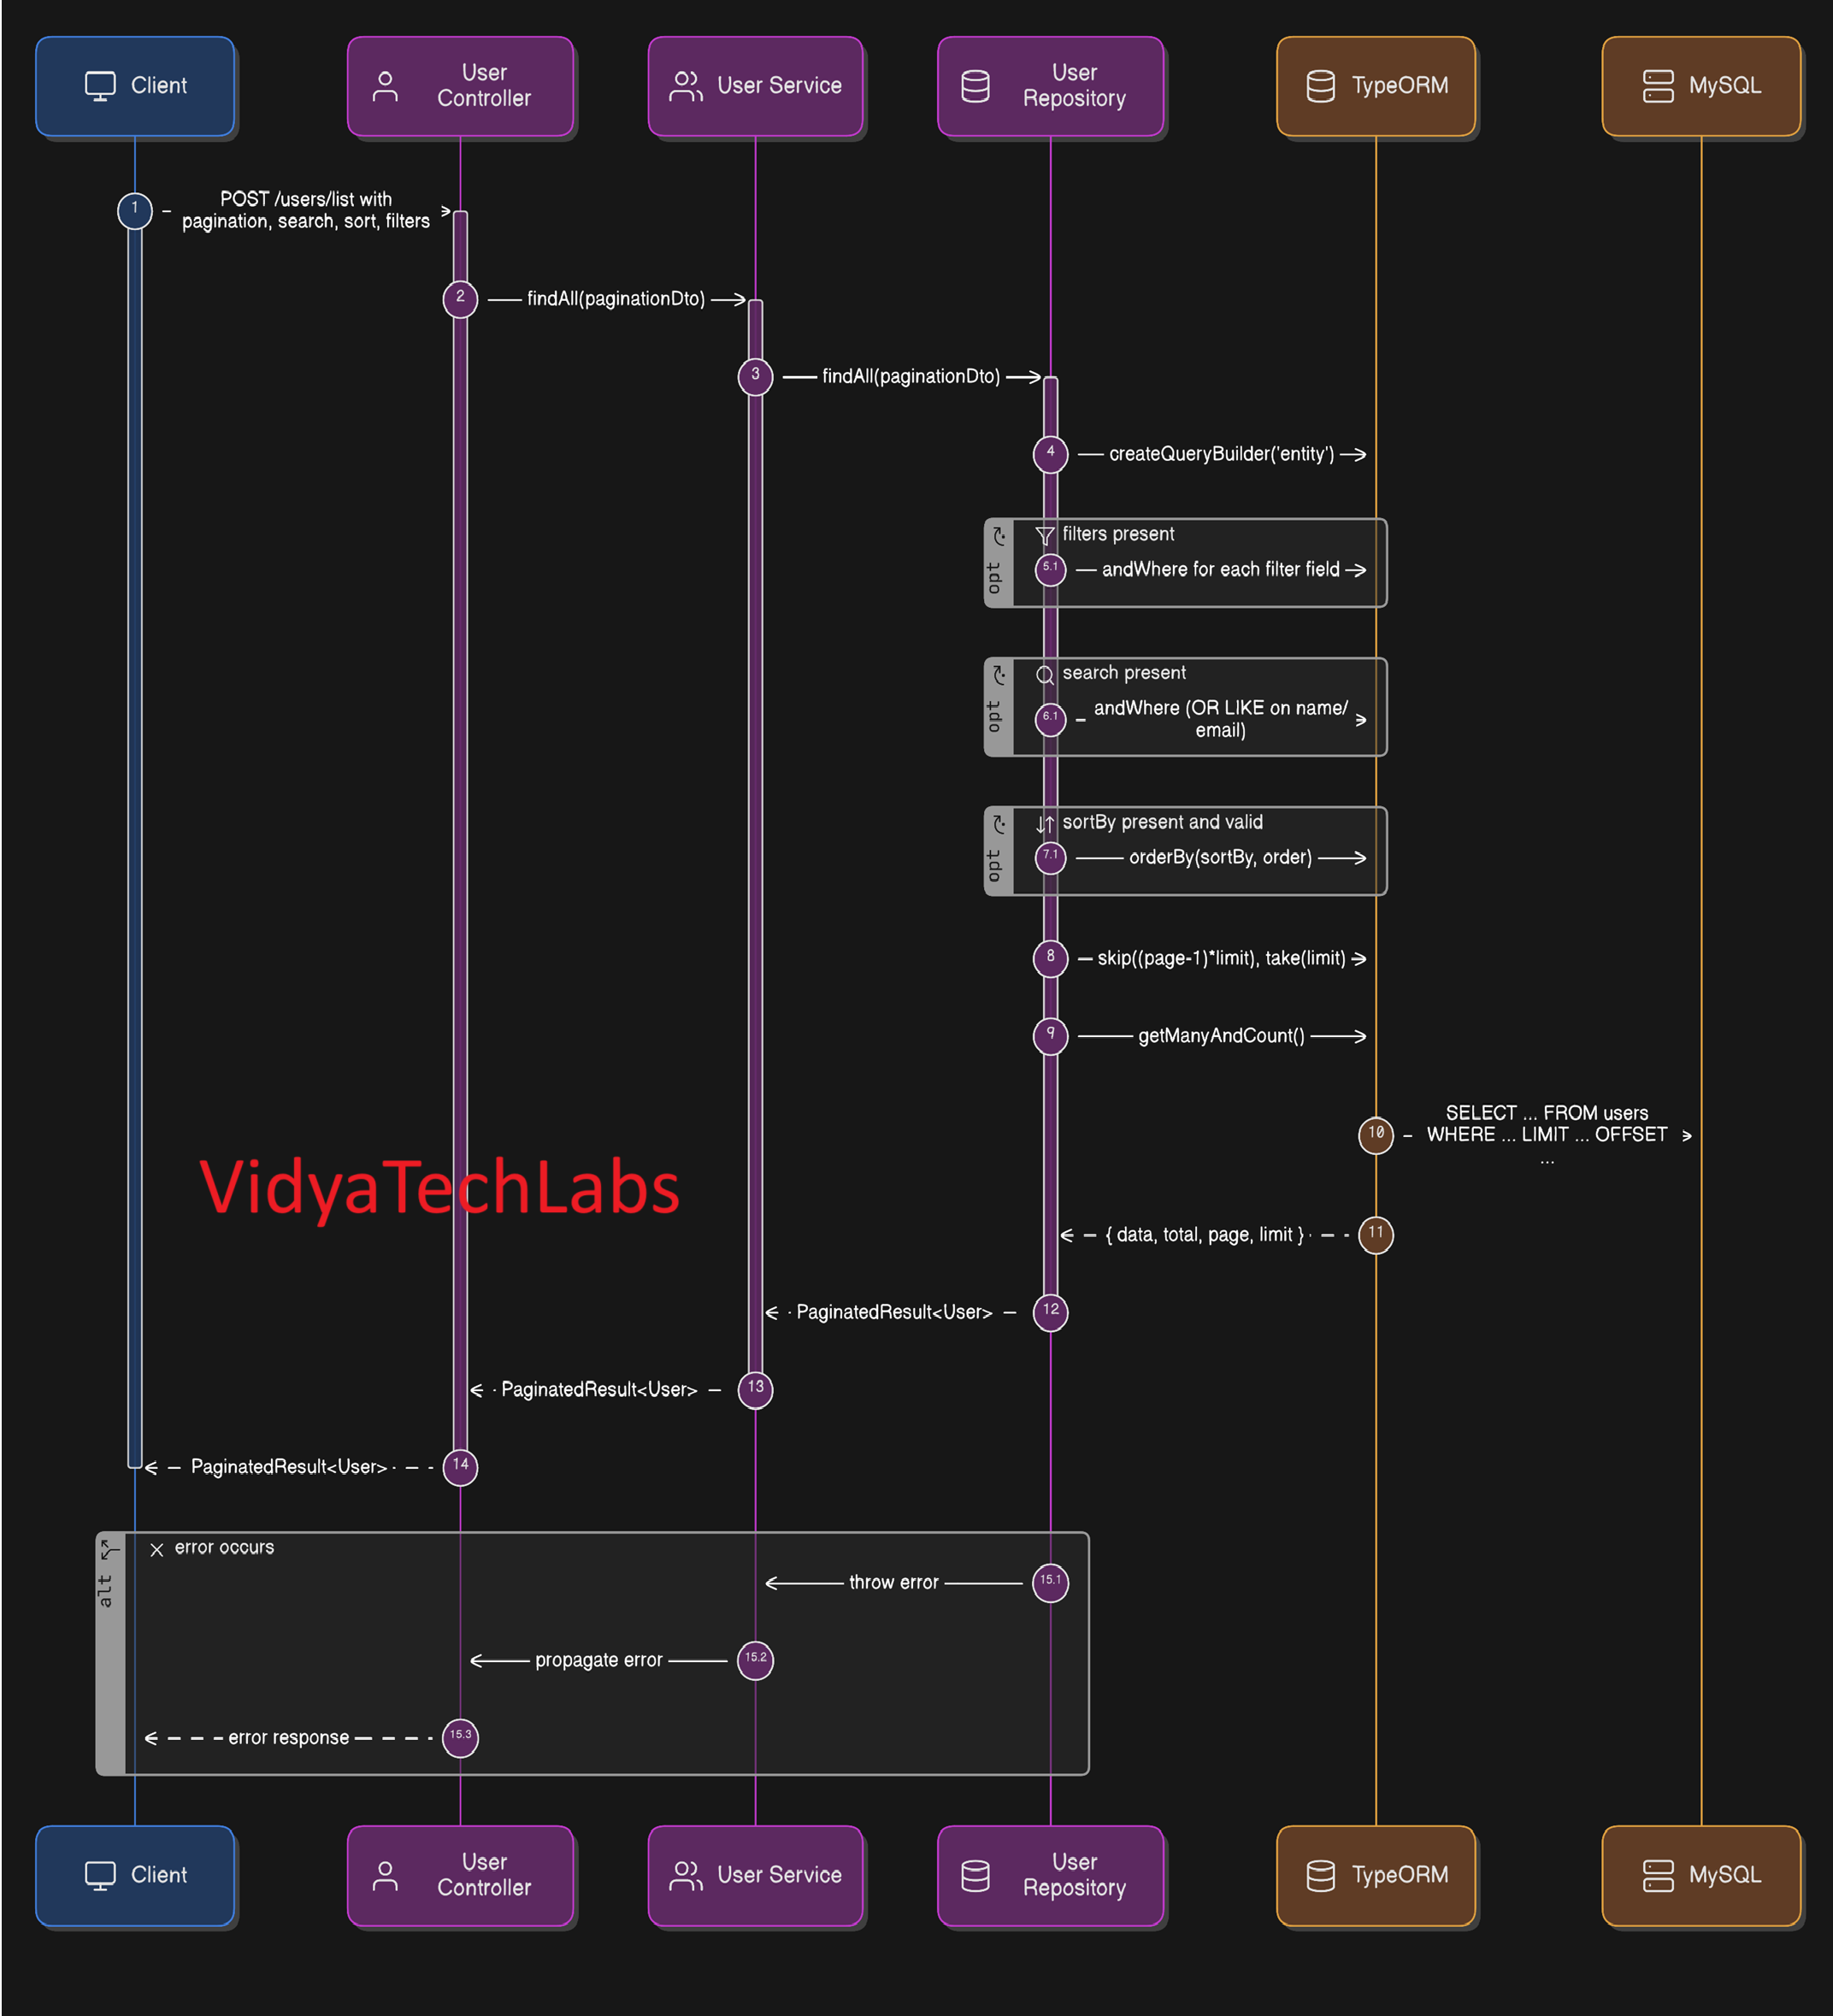 Client
User
Controller
User Service
User
Repository
TypeORM
MySQL
1
POST /users/list with
pagination, search, sort, filters
2
findAll(paginationDto)
3
findAll(paginationDto)
4
createQueryBuilder('entity')
opt
filters present
5.1
andWhere for each filter field
opt
search present
6.1
andWhere (OR LIKE on name/
email)
opt
sortBy present and valid
7.1
orderBy(sortBy, order)
8
skip((page-1)*limit), take(limit)
9
getManyAndCount()
10
SELECT ... FROM users
WHERE ... LIMIT ... OFFSET
...
VidyaTechLabs
{ data, total, page, limit }
11
PaginatedResult<User>
12
PaginatedResult<User>
13
PaginatedResult<User>
14
alt
error occurs
throw error
15.1
propagate error
15.2
error response
15.3
Client
User
Controller
User Service
User
Repository
TypeORM
MySQL